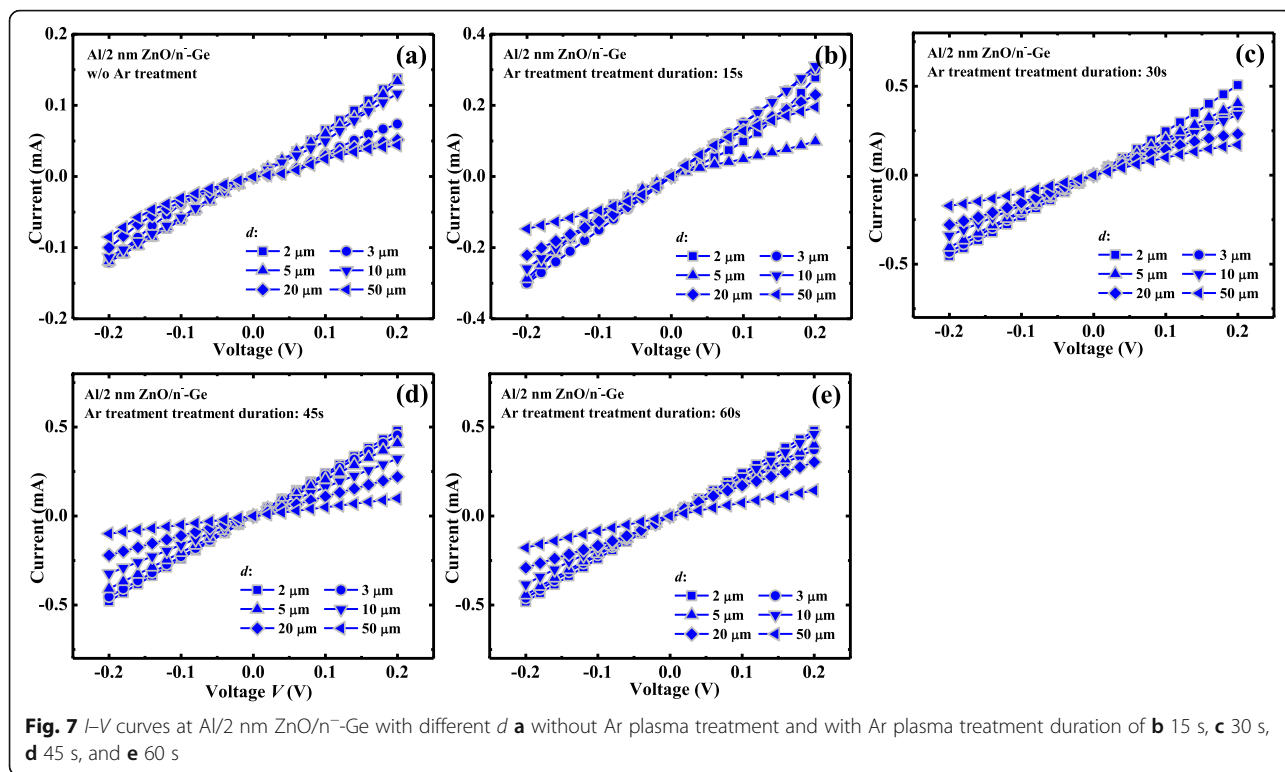 (a)
Al/2 nm ZnO/n⁻-Ge
w/o Ar treatment
Current (mA)
0.2
0.1
0.0
-0.1
-0.2
d:
2 μm 3 μm
5 μm 10 μm
20 μm 50 μm
-0.2 -0.1 0.0 0.1 0.2
Voltage (V)
(b)
Al/2 nm ZnO/n⁻-Ge
Ar treatment treatment duration: 15s
Current (mA)
0.4
0.2
0.0
-0.2
-0.4
d:
2 μm 3 μm
5 μm 10 μm
20 μm 50 μm
-0.2 -0.1 0.0 0.1 0.2
Voltage (V)
(c)
Al/2 nm ZnO/n⁻-Ge
Ar treatment treatment duration: 30s
Current (mA)
0.5
0.0
-0.5
d:
2 μm 3 μm
5 μm 10 μm
20 μm 50 μm
-0.2 -0.1 0.0 0.1 0.2
Voltage (V)
(d)
Al/2 nm ZnO/n⁻-Ge
Ar treatment treatment duration: 45s
Current (mA)
0.5
0.0
-0.5
d:
2 μm 3 μm
5 μm 10 μm
20 μm 50 μm
-0.2 -0.1 0.0 0.1 0.2
Voltage V (V)
(e)
Al/2 nm ZnO/n⁻-Ge
Ar treatment treatment duration: 60s
Current (mA)
0.5
0.0
-0.5
d:
2 μm 3 μm
5 μm 10 μm
20 μm 50 μm
-0.2 -0.1 0.0 0.1 0.2
Voltage (V)
Fig. 7 I–V curves at Al/2 nm ZnO/n⁻-Ge with different d a without Ar plasma treatment and with Ar plasma treatment duration of b 15 s, c 30 s,
d 45 s, and e 60 s